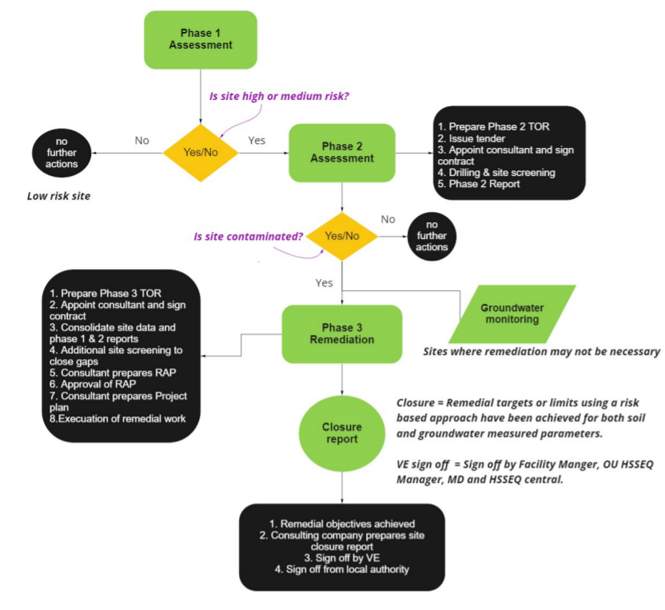 Phase 1
Assessment
Is site high or medium risk?
No
Yes/No
Yes
no
further
actions
Low risk site
Phase 2
Assessment
1. Prepare Phase 2 TOR
2. Issue tender
3. Appoint consultant and sign
contract
4. Drilling & site screening
5. Phase 2 Report
Is site contaminated?
Yes/No
No
no
further
actions
Yes
Groundwater
monitoring
Sites where remediation may not be necessary
Phase 3
Remediation
1. Prepare Phase 3 TOR
2. Appoint consultant and sign
contract
3. Consolidate site data and
phase 1 & 2 reports
4. Additional site screening to
close gaps
5. Consultant prepares RAP
6. Approval of RAP
7. Consultant prepares Project
plan
8.Execuation of remedial work
Closure
report
Closure = Remedial targets or limits using a risk
based approach have been achieved for both soil
and groundwater measured parameters.
VE sign off = Sign off by Facility Manger, OU HSSEQ
Manager, MD and HSSEQ central.
1. Remedial objectives achieved
2. Consulting company prepares site
closure report
3. Sign off by VE
4. Sign off from local authority